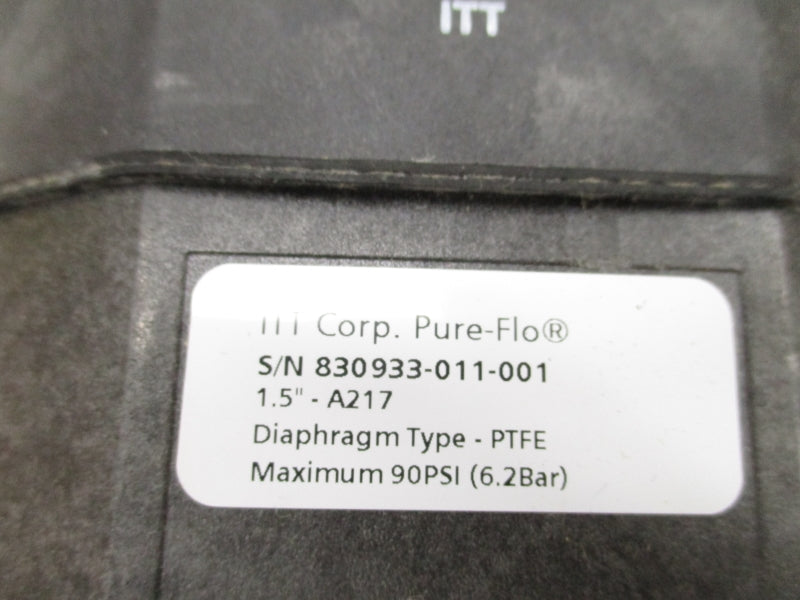 ITT
ITT Corp. Pure-Flo®
S/N 830933-011-001
1.5" - A217
Diaphragm Type - PTFE
Maximum 90PSI (6.2Bar)